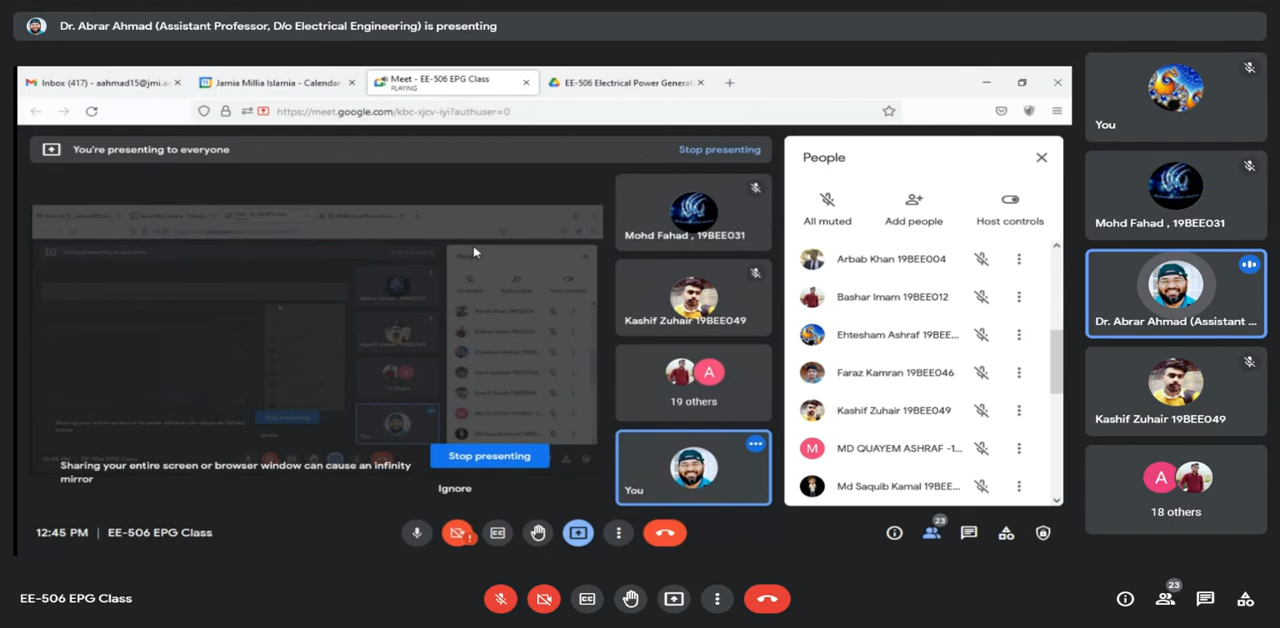 Dr. Abrar Ahmad (Assistant Professor, D/o Electrical Engineering) is presenting
Inbox (417) - aahmad15@jmi.a
Jamia Millia Islamia - Calendar
Meet - EE-506 EPG Class
PLAYING
EE-506 Electrical Power Generat
https://meet.google.com/kbc-xjcv-iyi?authuser=0
You're presenting to everyone
Stop presenting
Mohd Fahad , 19BEE031
Kashif Zuhair 19BEE049
A
19 others
You
Sharing your entire screen or browser window can cause an infinity
mirror
Stop presenting
Ignore
12:45 PM | EE-506 EPG Class
People
All muted
Add people
Host controls
Arbab Khan 19BEE004
Bashar Imam 19BEE012
Ehtesham Ashraf 19BEE...
Faraz Kamran 19BEE046
Kashif Zuhair 19BEE049
M
MD QUAYEM ASHRAF -1...
Md Saquib Kamal 19BEE...
23
You
Mohd Fahad , 19BEE031
Dr. Abrar Ahmad (Assistant ...
Kashif Zuhair 19BEE049
A
18 others
EE-506 EPG Class
23